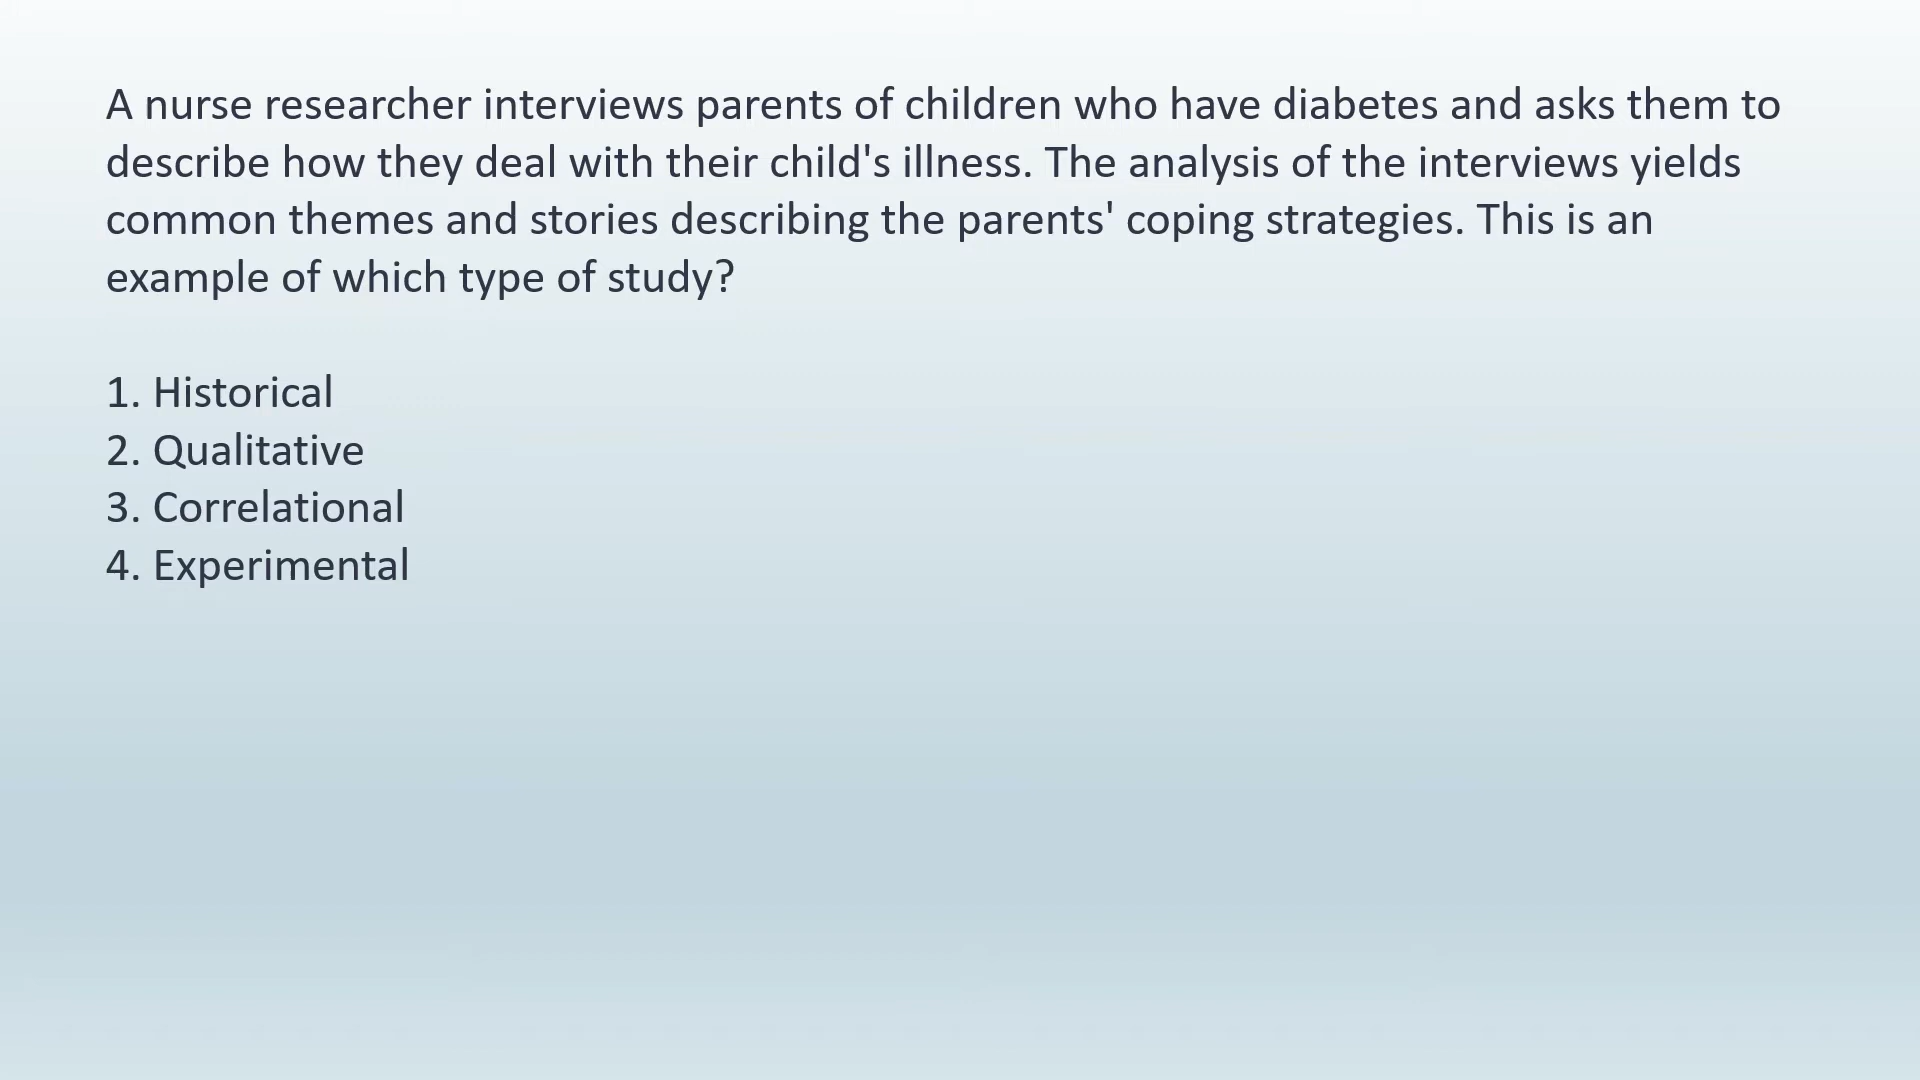 A nurse researcher interviews parents of children who have diabetes and asks them to
describe how they deal with their child's illness. The analysis of the interviews yields
common themes and stories describing the parents' coping strategies. This is an
example of which type of study?
1. Historical
2. Qualitative
3. Correlational
4. Experimental